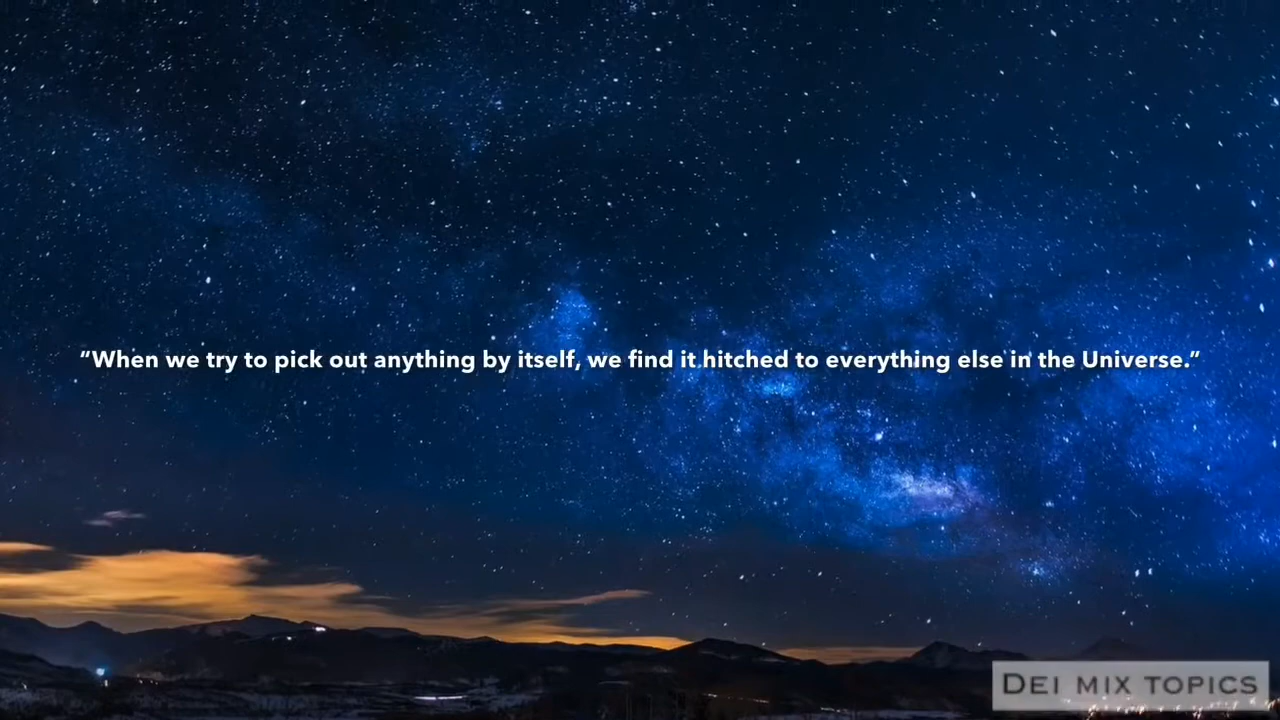 “When we try to pick out anything by itself, we find it hitched to everything else in the Universe.”
Dei mix topics